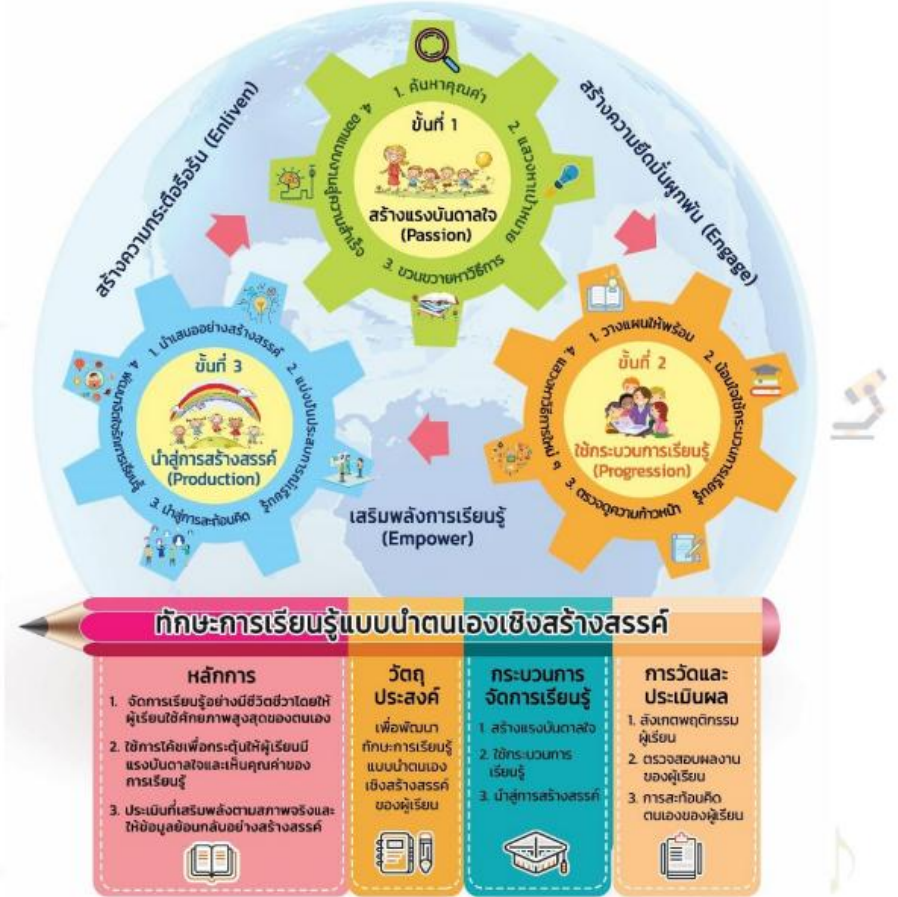 สร้างความกระตือรือร้น (Enliven)
สร้างความยึดมั่นผูกพัน (Engage)
1. ค้นหาคุณค่า
2. แสวงหาเป้าหมาย
3. ขวนขวายหาวิธีการ
4. ออกแบบงานสู่ความสำเร็จ
ขั้นที่ 1
สร้างแรงบันดาลใจ
(Passion)
1. นำเสนออย่างสร้างสรรค์
2. แบ่งปันประสบการณ์เรียนรู้
3. นำสู่การสะท้อนคิด
4. พัฒนาจิตใจรักการเรียนรู้
ขั้นที่ 3
นำสู่การสร้างสรรค์
(Production)
1. วางแผนให้พร้อม
2. น้อมใจใช้กระบวนการเรียนรู้
3. ตรวจดูความก้าวหน้า
4. แสวงหาวิธีการใหม่ ๆ
ขั้นที่ 2
ใช้กระบวนการเรียนรู้
(Progression)
เสริมพลังการเรียนรู้
(Empower)
ทักษะการเรียนรู้แบบนำตนเองเชิงสร้างสรรค์
หลักการ
1. จัดการเรียนรู้อย่างมีชีวิตชีวาโดยให้
ผู้เรียนใช้ศักยภาพสูงสุดของตนเอง
2. ใช้การโค้ชเพื่อกระตุ้นให้ผู้เรียนมี
แรงบันดาลใจและเห็นคุณค่าของ
การเรียนรู้
3. ประเมินที่เสริมพลังตามสภาพจริงและ
ให้ข้อมูลย้อนกลับอย่างสร้างสรรค์
วัตถุ
ประสงค์
เพื่อพัฒนา
ทักษะการเรียนรู้
แบบนำตนเอง
เชิงสร้างสรรค์
ของผู้เรียน
กระบวนการ
จัดการเรียนรู้
1 สร้างแรงบันดาลใจ
2. ใช้กระบวนการ
เรียนรู้
3. นำสู่การสร้างสรรค์
การวัดและ
ประเมินผล
1. สังเกตพฤติกรรม
ผู้เรียน
2. ตรวจสอบผลงาน
ของผู้เรียน
3. การสะท้อนคิด
ตนเองของผู้เรียน